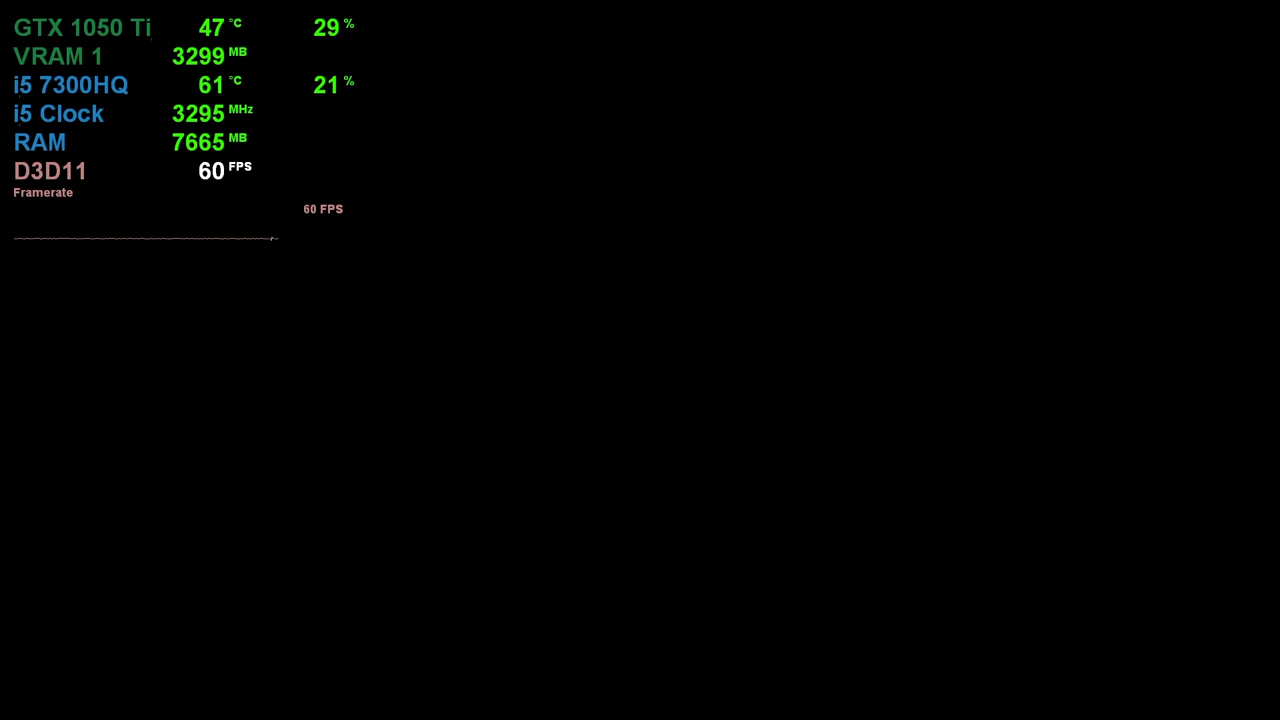 GTX 1050 Ti 47 °C 29 %
VRAM 1 3299 MB
i5 7300HQ 61 °C 21 %
i5 Clock 3295 MHz
RAM 7665 MB
D3D11 60 FPS
Framerate
60 FPS